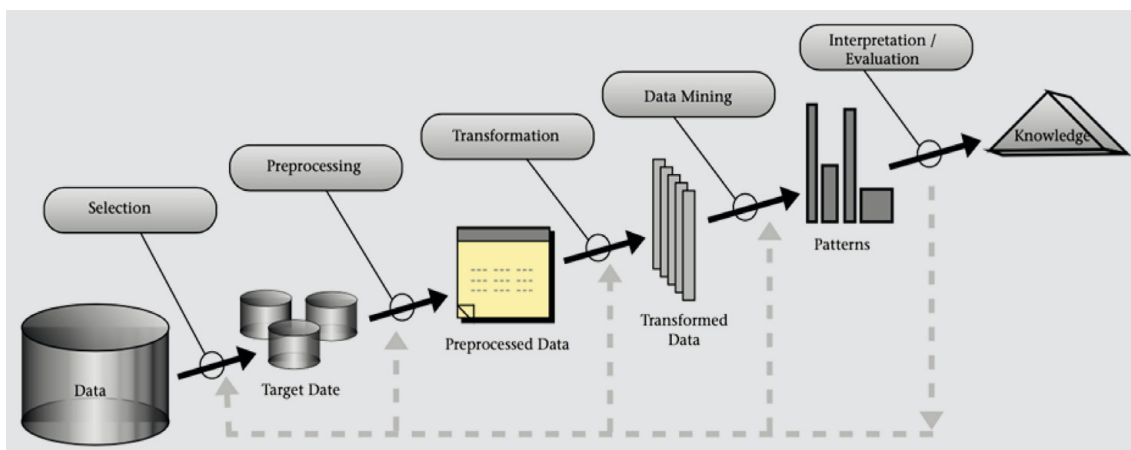 Interpretation /
Evaluation
Data Mining
Transformation
Preprocessing
Selection
Knowledge
Patterns
Transformed
Data
Preprocessed Data
Target Date
Data